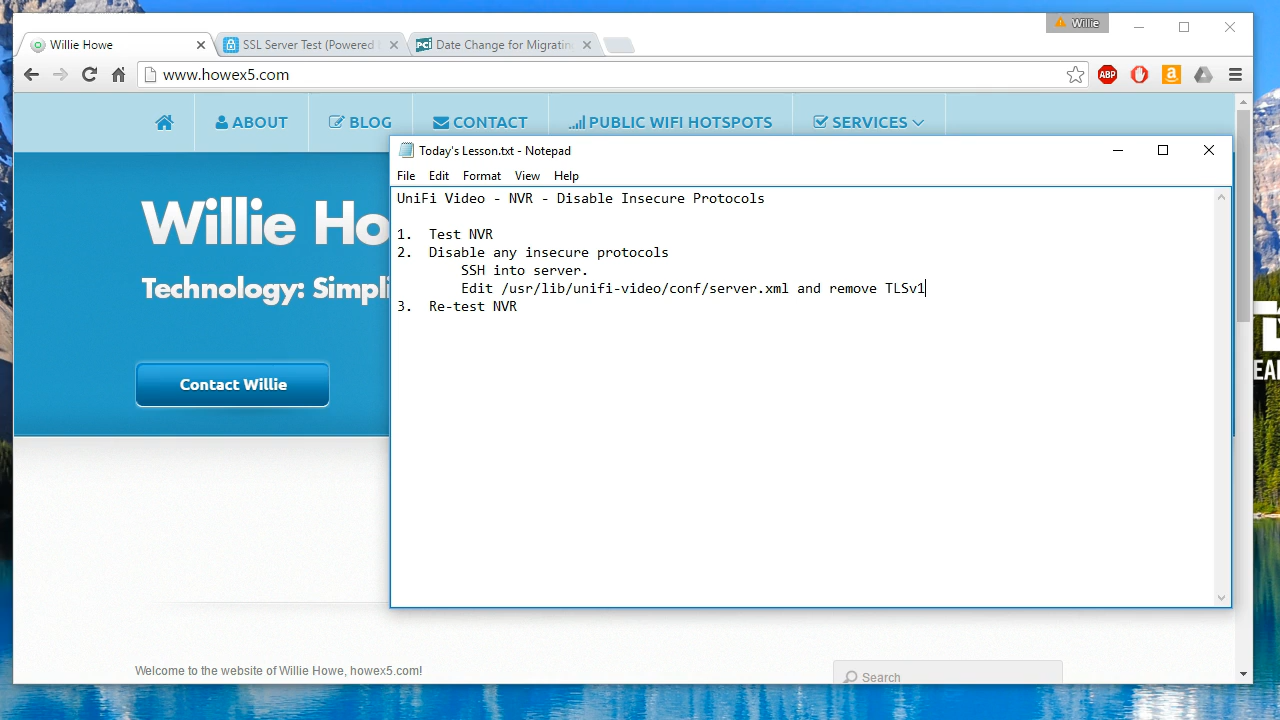 Willie
Willie Howe
SSL Server Test (Powered
Date Change for Migratin
www.howex5.com
ABP
ABOUT
BLOG
CONTACT
PUBLIC WIFI HOTSPOTS
SERVICES
Willie Ho
Technology: Simpli
Contact Willie
Today's Lesson.txt - Notepad
File Edit Format View Help
UniFi Video - NVR - Disable Insecure Protocols
1. Test NVR
2. Disable any insecure protocols
SSH into server.
Edit /usr/lib/unifi-video/conf/server.xml and remove TLSv1
3. Re-test NVR
Welcome to the website of Willie Howe, howex5.com!
Search